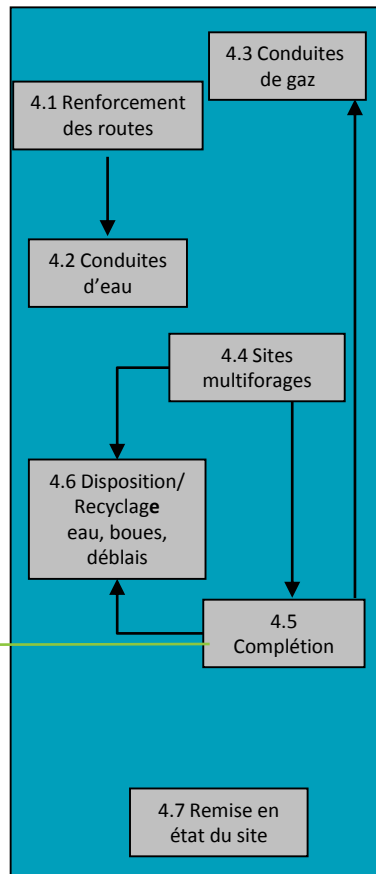 4.3 Conduites
de gaz
4.1 Renforcement
des routes
4.2 Conduites
d’eau
4.4 Sites
multiforages
4.6 Disposition/
Recyclage
eau, boues,
déblais
4.5
Complétion
4.7 Remise en
état du site